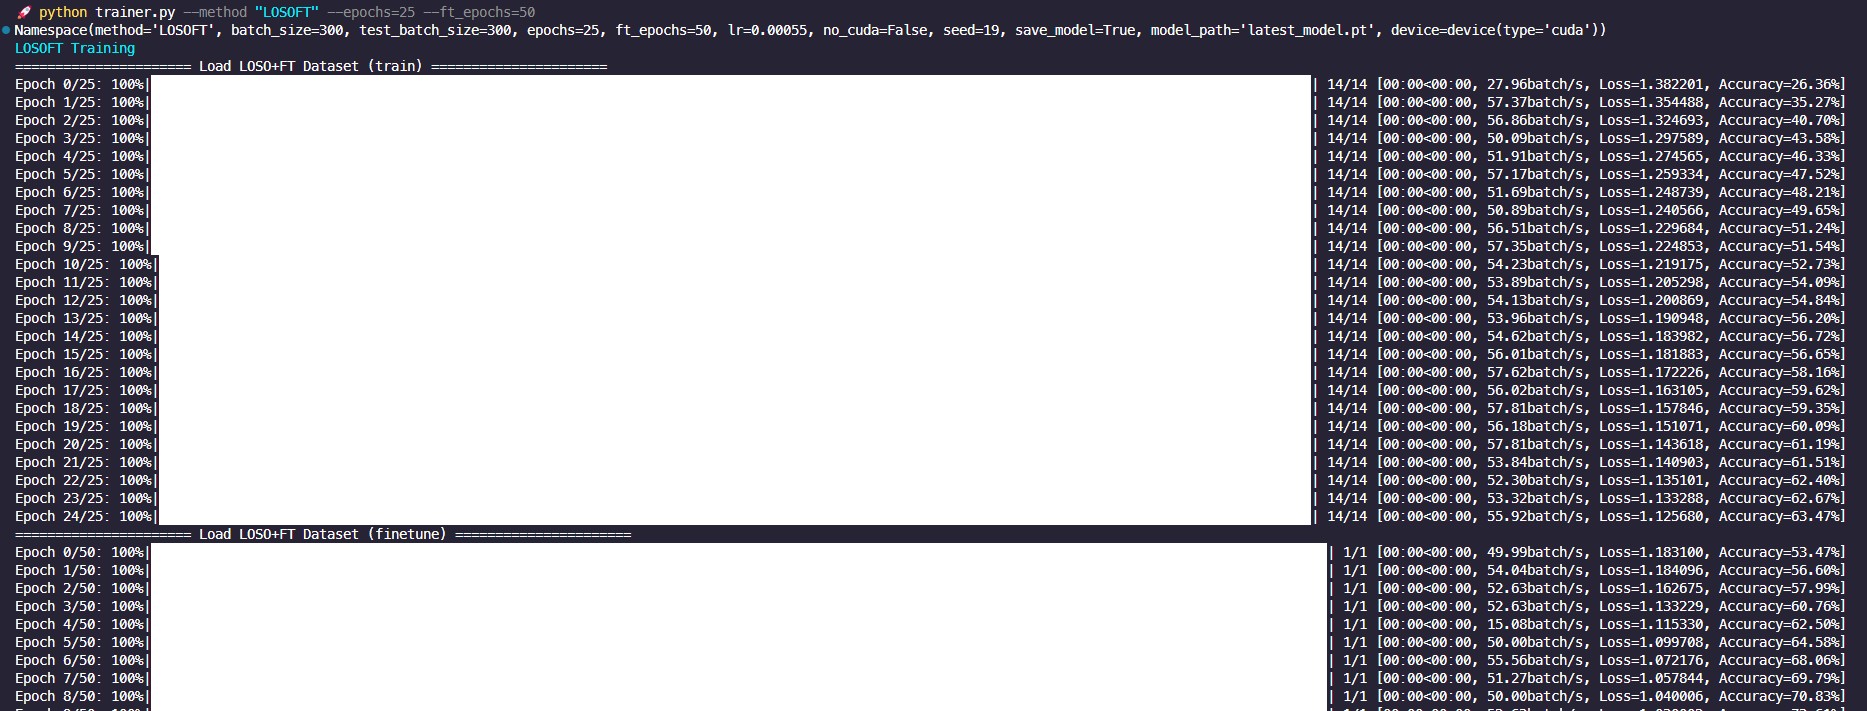 🚀 python trainer.py --method "LOSOFT" --epochs=25 --ft_epochs=50
Namespace(method='LOSOFT', batch_size=300, test_batch_size=300, epochs=25, ft_epochs=50, lr=0.00055, no_cuda=False, seed=19, save_model=True, model_path='latest_model.pt', device=device(type='cuda'))
LOSOFT Training
====================== Load LOSO+FT Dataset (train) ======================
Epoch 0/25: 100%| | 14/14 [00:00<00:00, 27.96batch/s, Loss=1.382201, Accuracy=26.36%]
Epoch 1/25: 100%| | 14/14 [00:00<00:00, 57.37batch/s, Loss=1.354488, Accuracy=35.27%]
Epoch 2/25: 100%| | 14/14 [00:00<00:00, 56.86batch/s, Loss=1.324693, Accuracy=40.70%]
Epoch 3/25: 100%| | 14/14 [00:00<00:00, 50.09batch/s, Loss=1.297589, Accuracy=43.58%]
Epoch 4/25: 100%| | 14/14 [00:00<00:00, 51.91batch/s, Loss=1.274565, Accuracy=46.33%]
Epoch 5/25: 100%| | 14/14 [00:00<00:00, 57.17batch/s, Loss=1.259334, Accuracy=47.52%]
Epoch 6/25: 100%| | 14/14 [00:00<00:00, 51.69batch/s, Loss=1.248739, Accuracy=48.21%]
Epoch 7/25: 100%| | 14/14 [00:00<00:00, 50.89batch/s, Loss=1.240566, Accuracy=49.65%]
Epoch 8/25: 100%| | 14/14 [00:00<00:00, 56.51batch/s, Loss=1.229684, Accuracy=51.24%]
Epoch 9/25: 100%| | 14/14 [00:00<00:00, 57.35batch/s, Loss=1.224853, Accuracy=51.54%]
Epoch 10/25: 100%| | 14/14 [00:00<00:00, 54.23batch/s, Loss=1.219175, Accuracy=52.73%]
Epoch 11/25: 100%| | 14/14 [00:00<00:00, 53.89batch/s, Loss=1.205298, Accuracy=54.09%]
Epoch 12/25: 100%| | 14/14 [00:00<00:00, 54.13batch/s, Loss=1.200869, Accuracy=54.84%]
Epoch 13/25: 100%| | 14/14 [00:00<00:00, 53.96batch/s, Loss=1.190948, Accuracy=56.20%]
Epoch 14/25: 100%| | 14/14 [00:00<00:00, 54.62batch/s, Loss=1.183982, Accuracy=56.72%]
Epoch 15/25: 100%| | 14/14 [00:00<00:00, 56.01batch/s, Loss=1.181883, Accuracy=56.65%]
Epoch 16/25: 100%| | 14/14 [00:00<00:00, 57.62batch/s, Loss=1.172226, Accuracy=58.16%]
Epoch 17/25: 100%| | 14/14 [00:00<00:00, 56.02batch/s, Loss=1.163105, Accuracy=59.62%]
Epoch 18/25: 100%| | 14/14 [00:00<00:00, 57.81batch/s, Loss=1.157846, Accuracy=59.35%]
Epoch 19/25: 100%| | 14/14 [00:00<00:00, 56.18batch/s, Loss=1.151071, Accuracy=60.09%]
Epoch 20/25: 100%| | 14/14 [00:00<00:00, 57.81batch/s, Loss=1.143618, Accuracy=61.19%]
Epoch 21/25: 100%| | 14/14 [00:00<00:00, 53.84batch/s, Loss=1.140903, Accuracy=61.51%]
Epoch 22/25: 100%| | 14/14 [00:00<00:00, 52.30batch/s, Loss=1.135101, Accuracy=62.40%]
Epoch 23/25: 100%| | 14/14 [00:00<00:00, 53.32batch/s, Loss=1.133288, Accuracy=62.67%]
Epoch 24/25: 100%| | 14/14 [00:00<00:00, 55.92batch/s, Loss=1.125680, Accuracy=63.47%]
====================== Load LOSO+FT Dataset (finetune) ======================
Epoch 0/50: 100%| | 1/1 [00:00<00:00, 49.99batch/s, Loss=1.183100, Accuracy=53.47%]
Epoch 1/50: 100%| | 1/1 [00:00<00:00, 54.04batch/s, Loss=1.184096, Accuracy=56.60%]
Epoch 2/50: 100%| | 1/1 [00:00<00:00, 52.63batch/s, Loss=1.162675, Accuracy=57.99%]
Epoch 3/50: 100%| | 1/1 [00:00<00:00, 52.63batch/s, Loss=1.133229, Accuracy=60.76%]
Epoch 4/50: 100%| | 1/1 [00:00<00:00, 15.08batch/s, Loss=1.115330, Accuracy=62.50%]
Epoch 5/50: 100%| | 1/1 [00:00<00:00, 50.00batch/s, Loss=1.099708, Accuracy=64.58%]
Epoch 6/50: 100%| | 1/1 [00:00<00:00, 55.56batch/s, Loss=1.072176, Accuracy=68.06%]
Epoch 7/50: 100%| | 1/1 [00:00<00:00, 51.27batch/s, Loss=1.057844, Accuracy=69.79%]
Epoch 8/50: 100%| | 1/1 [00:00<00:00, 50.00batch/s, Loss=1.040006, Accuracy=70.83%]